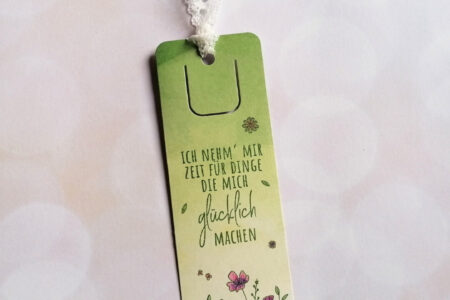 ICH NEHM' MIR
ZEIT FÜR DINGE
DIE MICH
glücklich
MACHEN